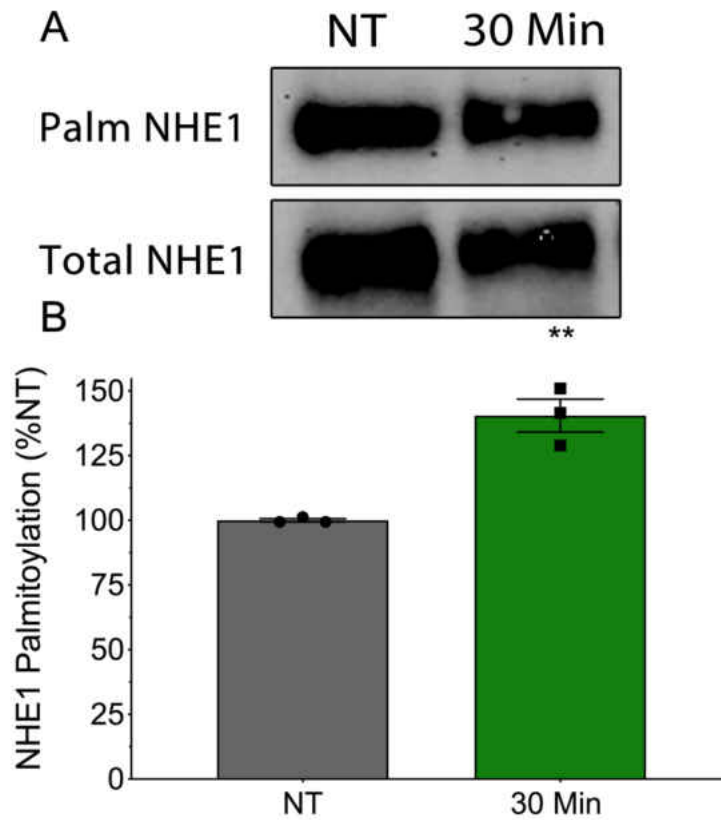 A
NT 30 Min
Palm NHE1
Total NHE1
B
**
NHE1 Palmitoylation (%NT)
150
125
100
75
50
25
0
NT 30 Min